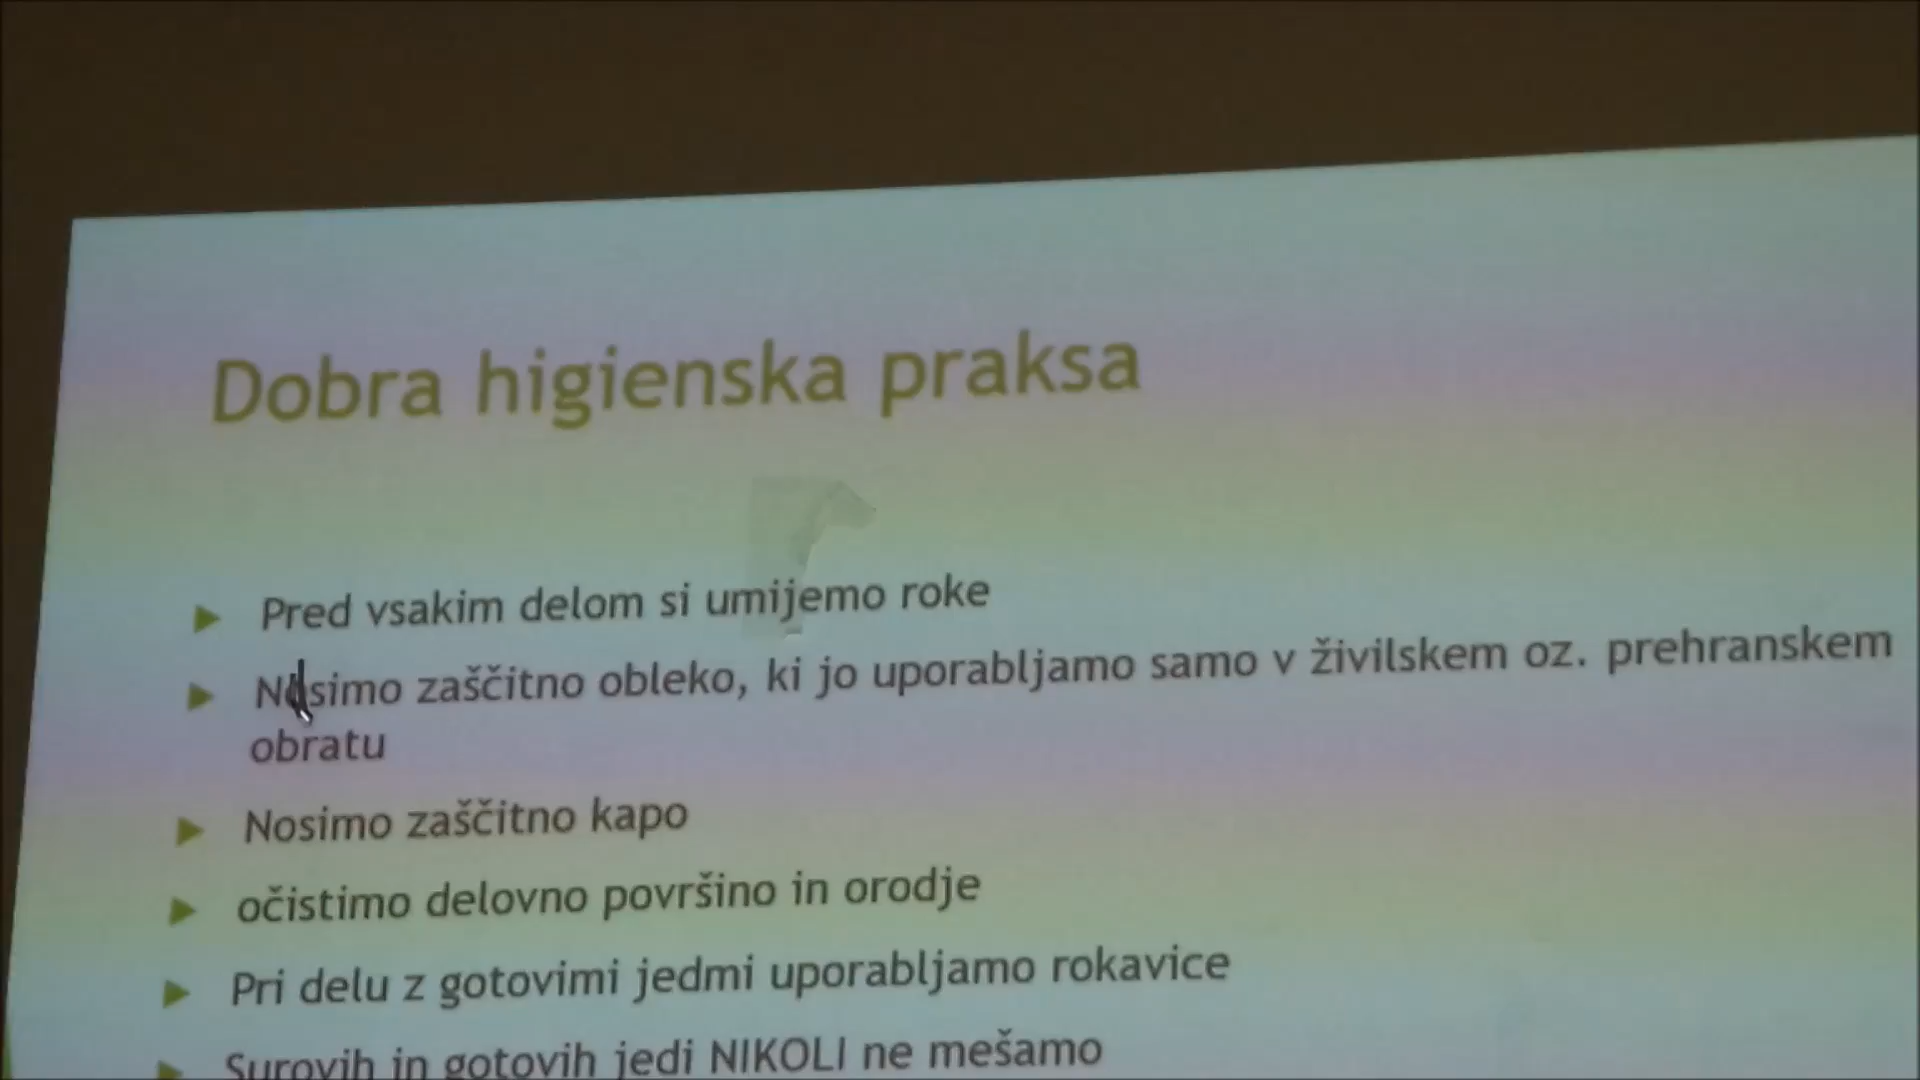 Dobra higienska praksa
Pred vsakim delom si umijemo roke
Nosimo zaščitno obleko, ki jo uporabljamo samo v živilskem oz. prehranskem
obratu
Nosimo zaščitno kapo
očistimo delovno površino in orodje
Pri delu z gotovimi jedmi uporabljamo rokavice
Surovih in gotovih jedi NIKOLI ne mešamo